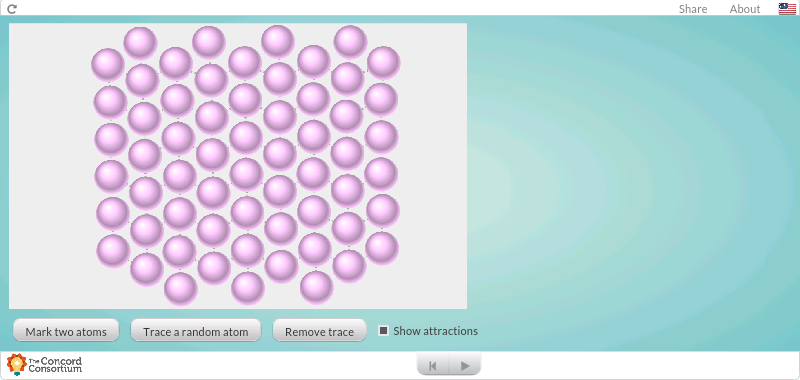 Share About
Mark two atoms Trace a random atom Remove trace Show attractions
The Concord
Consortium